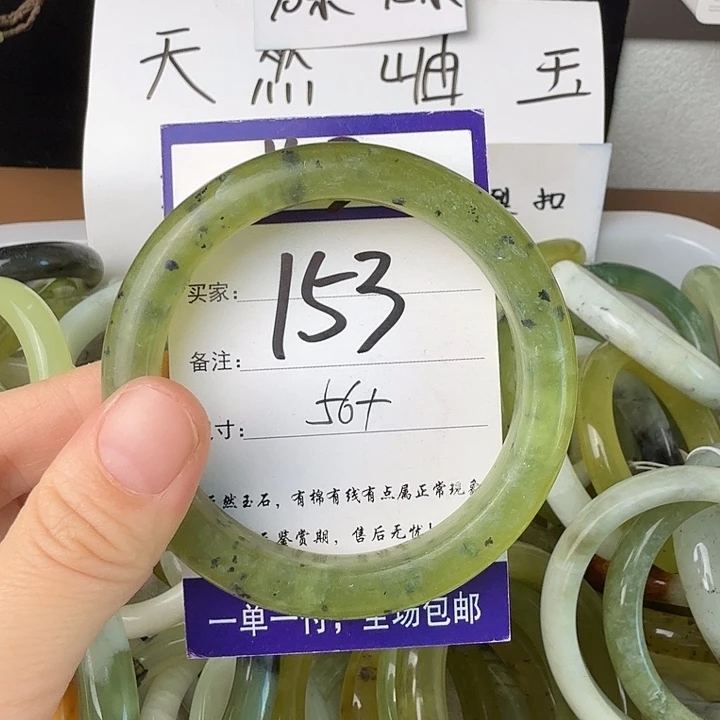 天然岫玉
扣
买家：153
备注：
寸：56+
然玉石，有棉有线有点属正常现象
鉴赏期，售后无忧！
一单一付，全场包邮